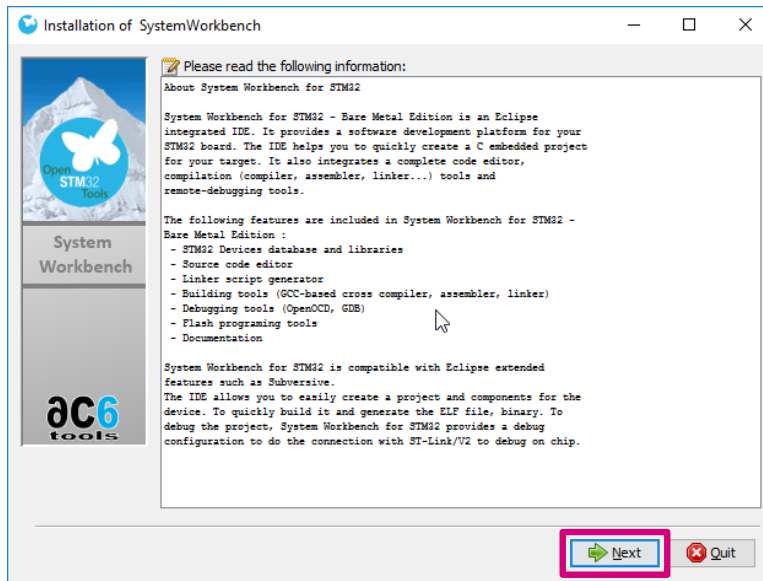 Installation of SystemWorkbench
Please read the following information:
About System Workbench for STM32
System Workbench for STM32 - Bare Metal Edition is an Eclipse
integrated IDE. It provides a software development platform for your
STM32 board. The IDE helps you to quickly create a C embedded project
for your target. It also integrates a complete code editor,
compilation (compiler, assembler, linker...) tools and
remote-debugging tools.
The following features are included in System Workbench for STM32 -
Bare Metal Edition :
- STM32 Devices database and libraries
- Source code editor
- Linker script generator
- Building tools (GCC-based cross compiler, assembler, linker)
- Debugging tools (OpenOCD, GDB)
- Flash programing tools
- Documentation
System Workbench for STM32 is compatible with Eclipse extended
features such as Subversive.
The IDE allows you to easily create a project and components for the
device. To quickly build it and generate the ELF file, binary. To
debug the project, System Workbench for STM32 provides a debug
configuration to do the connection with ST-Link/V2 to debug on chip.
Open
STM32
Tools
System
Workbench
ac6
tools
Next
Quit